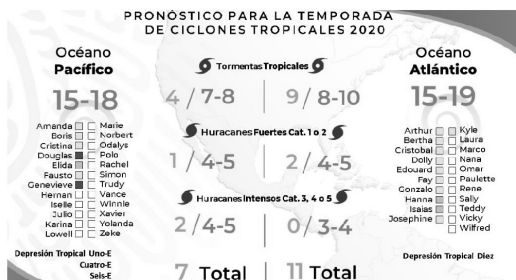 PRONÓSTICO PARA LA TEMPORADA
DE CICLONES TROPICALES 2020
Océano
Pacífico
15-18
Amanda Marie
Boris Norbert
Cristina Odalys
Douglas Polo
Elida Rachel
Fausto Simon
Genevieve Trudy
Hernan Vance
Iselle Winnie
Julio Xavier
Karina Yolanda
Lowell Zeke
Depresión Tropical Uno-E
Cuatro-E
Seis-E
Tormentas Tropicales
4 / 7-8 9 / 8-10
Huracanes Fuertes Cat. 1 o 2
1 / 4-5 2 / 4-5
Huracanes Intensos Cat. 3, 4 o 5
2 / 4-5 0 / 3-4
7 Total 11 Total
Océano
Atlántico
15-19
Arthur Kyle
Bertha Laura
Cristobal Marco
Dolly Nana
Edouard Omar
Fay Paulette
Gonzalo Rene
Hanna Sally
Isaias Teddy
Josephine Vicky
Wilfred
Depresión Tropical Diez